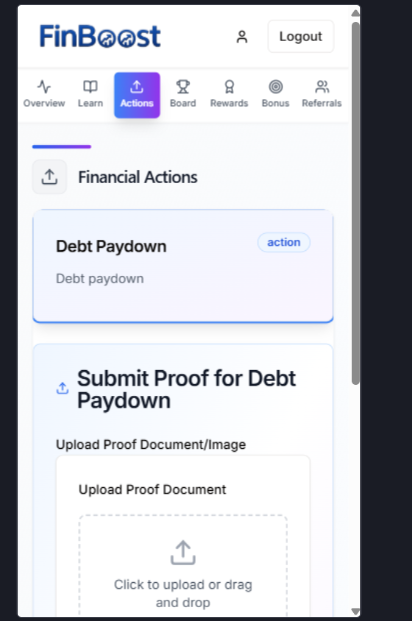 FinBoost
Logout
Overview
Learn
Actions
Board
Rewards
Bonus
Referrals
Financial Actions
Debt Paydown
action
Debt paydown
Submit Proof for Debt
Paydown
Upload Proof Document/Image
Upload Proof Document
Click to upload or drag
and drop